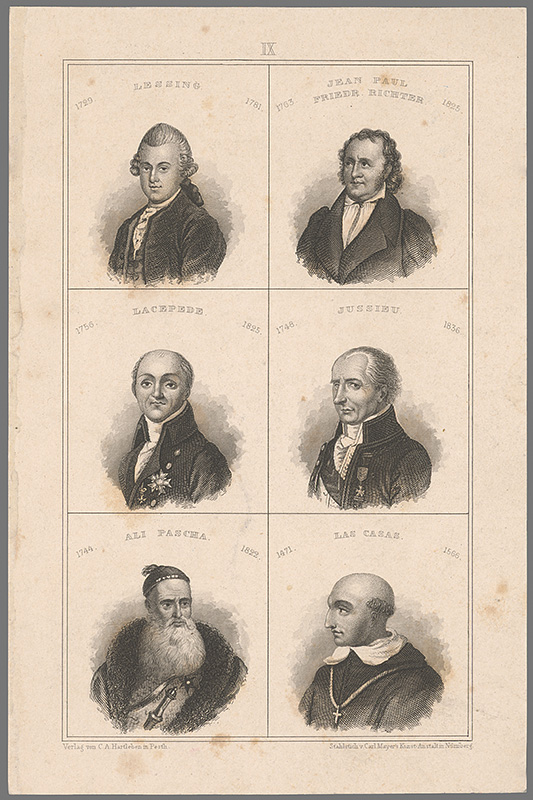 IX
LESSING
1729. 1781.
JEAN PAUL
FRIEDR. RICHTER
1763 1825.
LACEPEDE.
1756. 1825.
JUSSIEU.
1748. 1836.
ALI PASCHA.
1744. 1822.
LAS CASAS.
1471. 1566.
Verlag von C. A. Hartleben in Pesth.
Stahlstich v. Carl Mayer's Kunst-Anstalt in Nürnberg